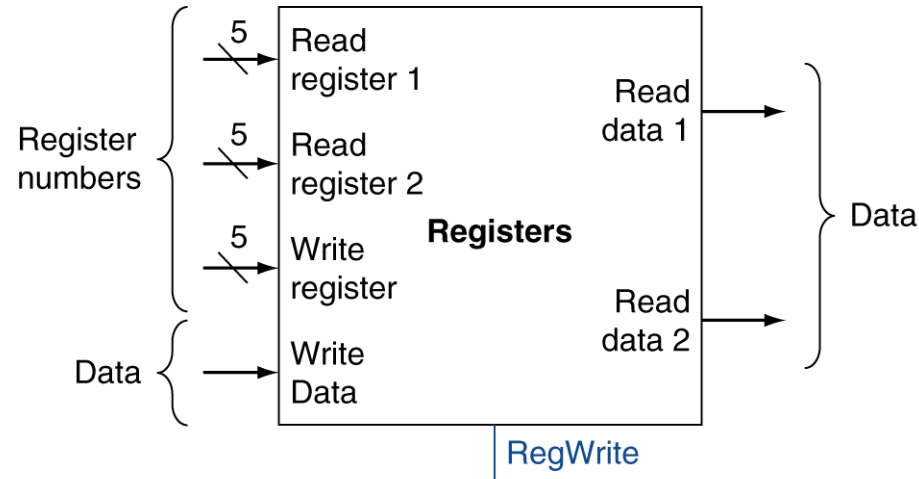 Register
numbers
Data
5
Read
register 1
5
Read
register 2
5
Write
register
Write
Data
Registers
Read
data 1
Read
data 2
Data
RegWrite